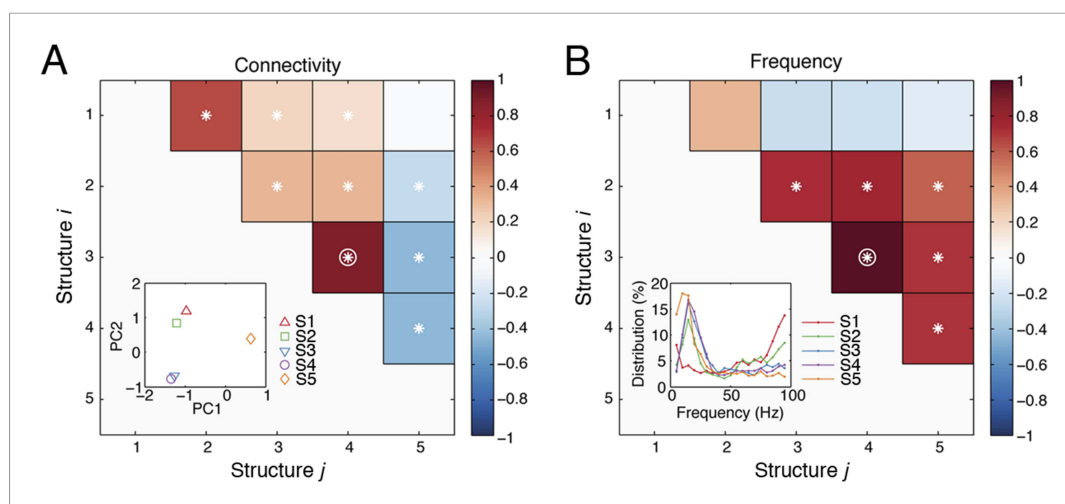 A
Connectivity
1
2
3
4
5
Structure i
1
2
3
4
5
Structure j
1
0.8
0.6
0.4
0.2
0
−0.2
−0.4
−0.6
−0.8
−1
2
1
0
−1
PC2
−2
−1
0
1
PC1
S1
S2
S3
S4
S5
B
Frequency
1
2
3
4
5
Structure i
1
2
3
4
5
Structure j
1
0.8
0.6
0.4
0.2
0
−0.2
−0.4
−0.6
−0.8
−1
20
15
10
5
0
Distribution (%)
0
50
100
Frequency (Hz)
S1
S2
S3
S4
S5